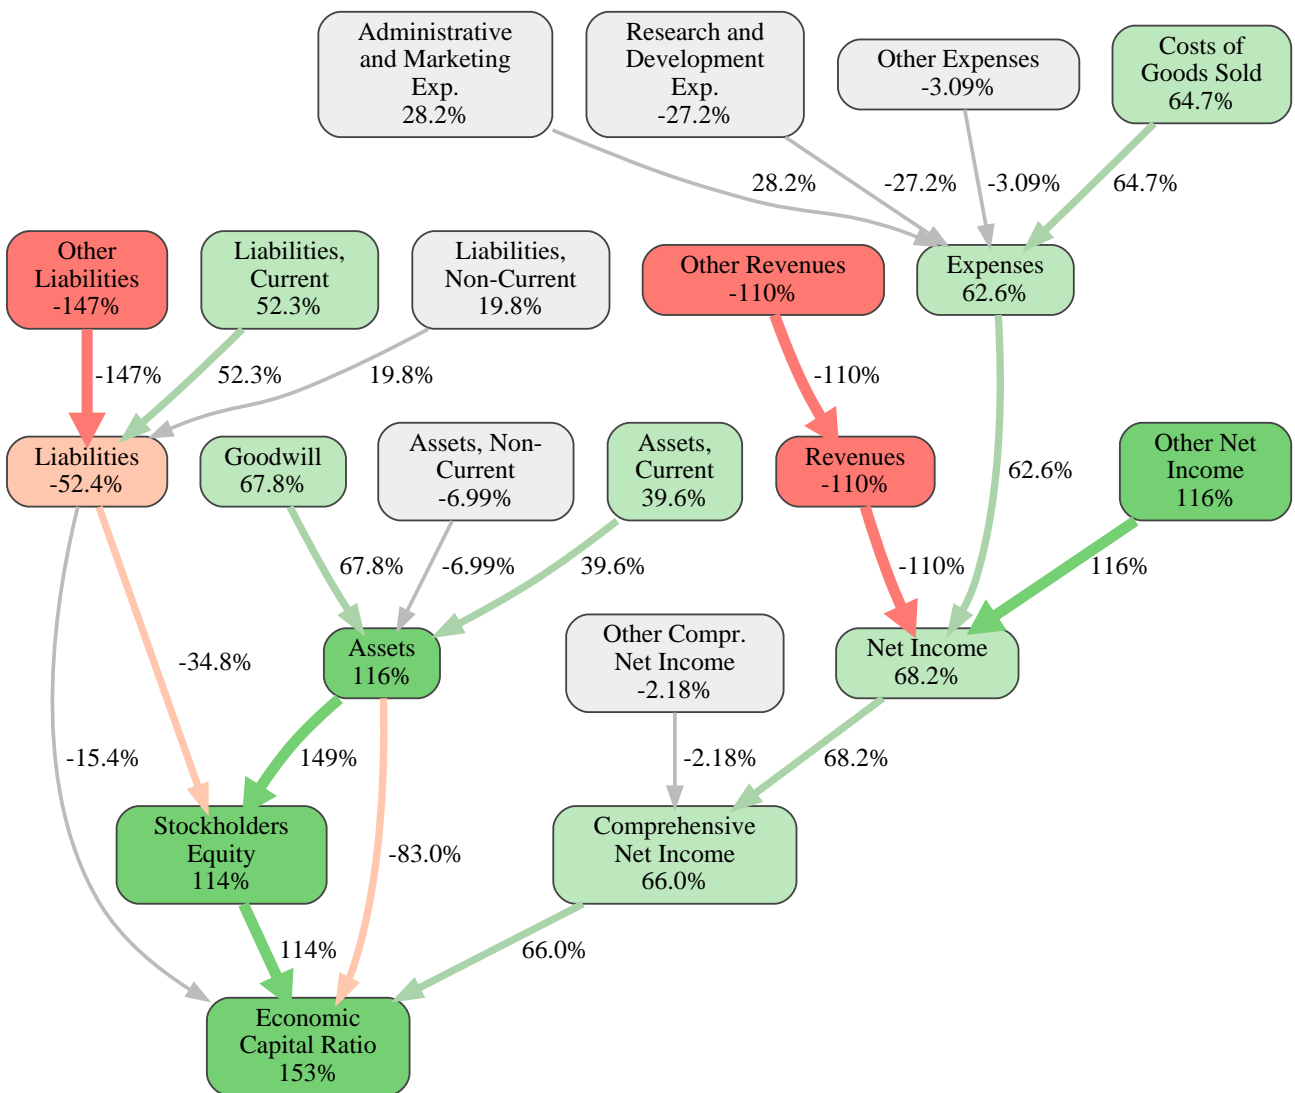 Administrative
and Marketing
Exp.
28.2%
Research and
Development
Exp.
-27.2%
Other Expenses
-3.09%
Costs of
Goods Sold
64.7%
28.2%
-27.2%
-3.09%
64.7%
Other
Liabilities
-147%
Liabilities,
Current
52.3%
Liabilities,
Non-Current
19.8%
Other Revenues
-110%
Expenses
62.6%
-147%
52.3%
19.8%
-110%
Liabilities
-52.4%
Goodwill
67.8%
Assets, Non-
Current
-6.99%
Assets,
Current
39.6%
Revenues
-110%
62.6%
Other Net
Income
116%
67.8%
-6.99%
39.6%
-110%
116%
-34.8%
Assets
116%
Other Compr.
Net Income
-2.18%
Net Income
68.2%
-15.4%
149%
-2.18%
68.2%
Stockholders
Equity
114%
-83.0%
Comprehensive
Net Income
66.0%
114%
66.0%
Economic
Capital Ratio
153%